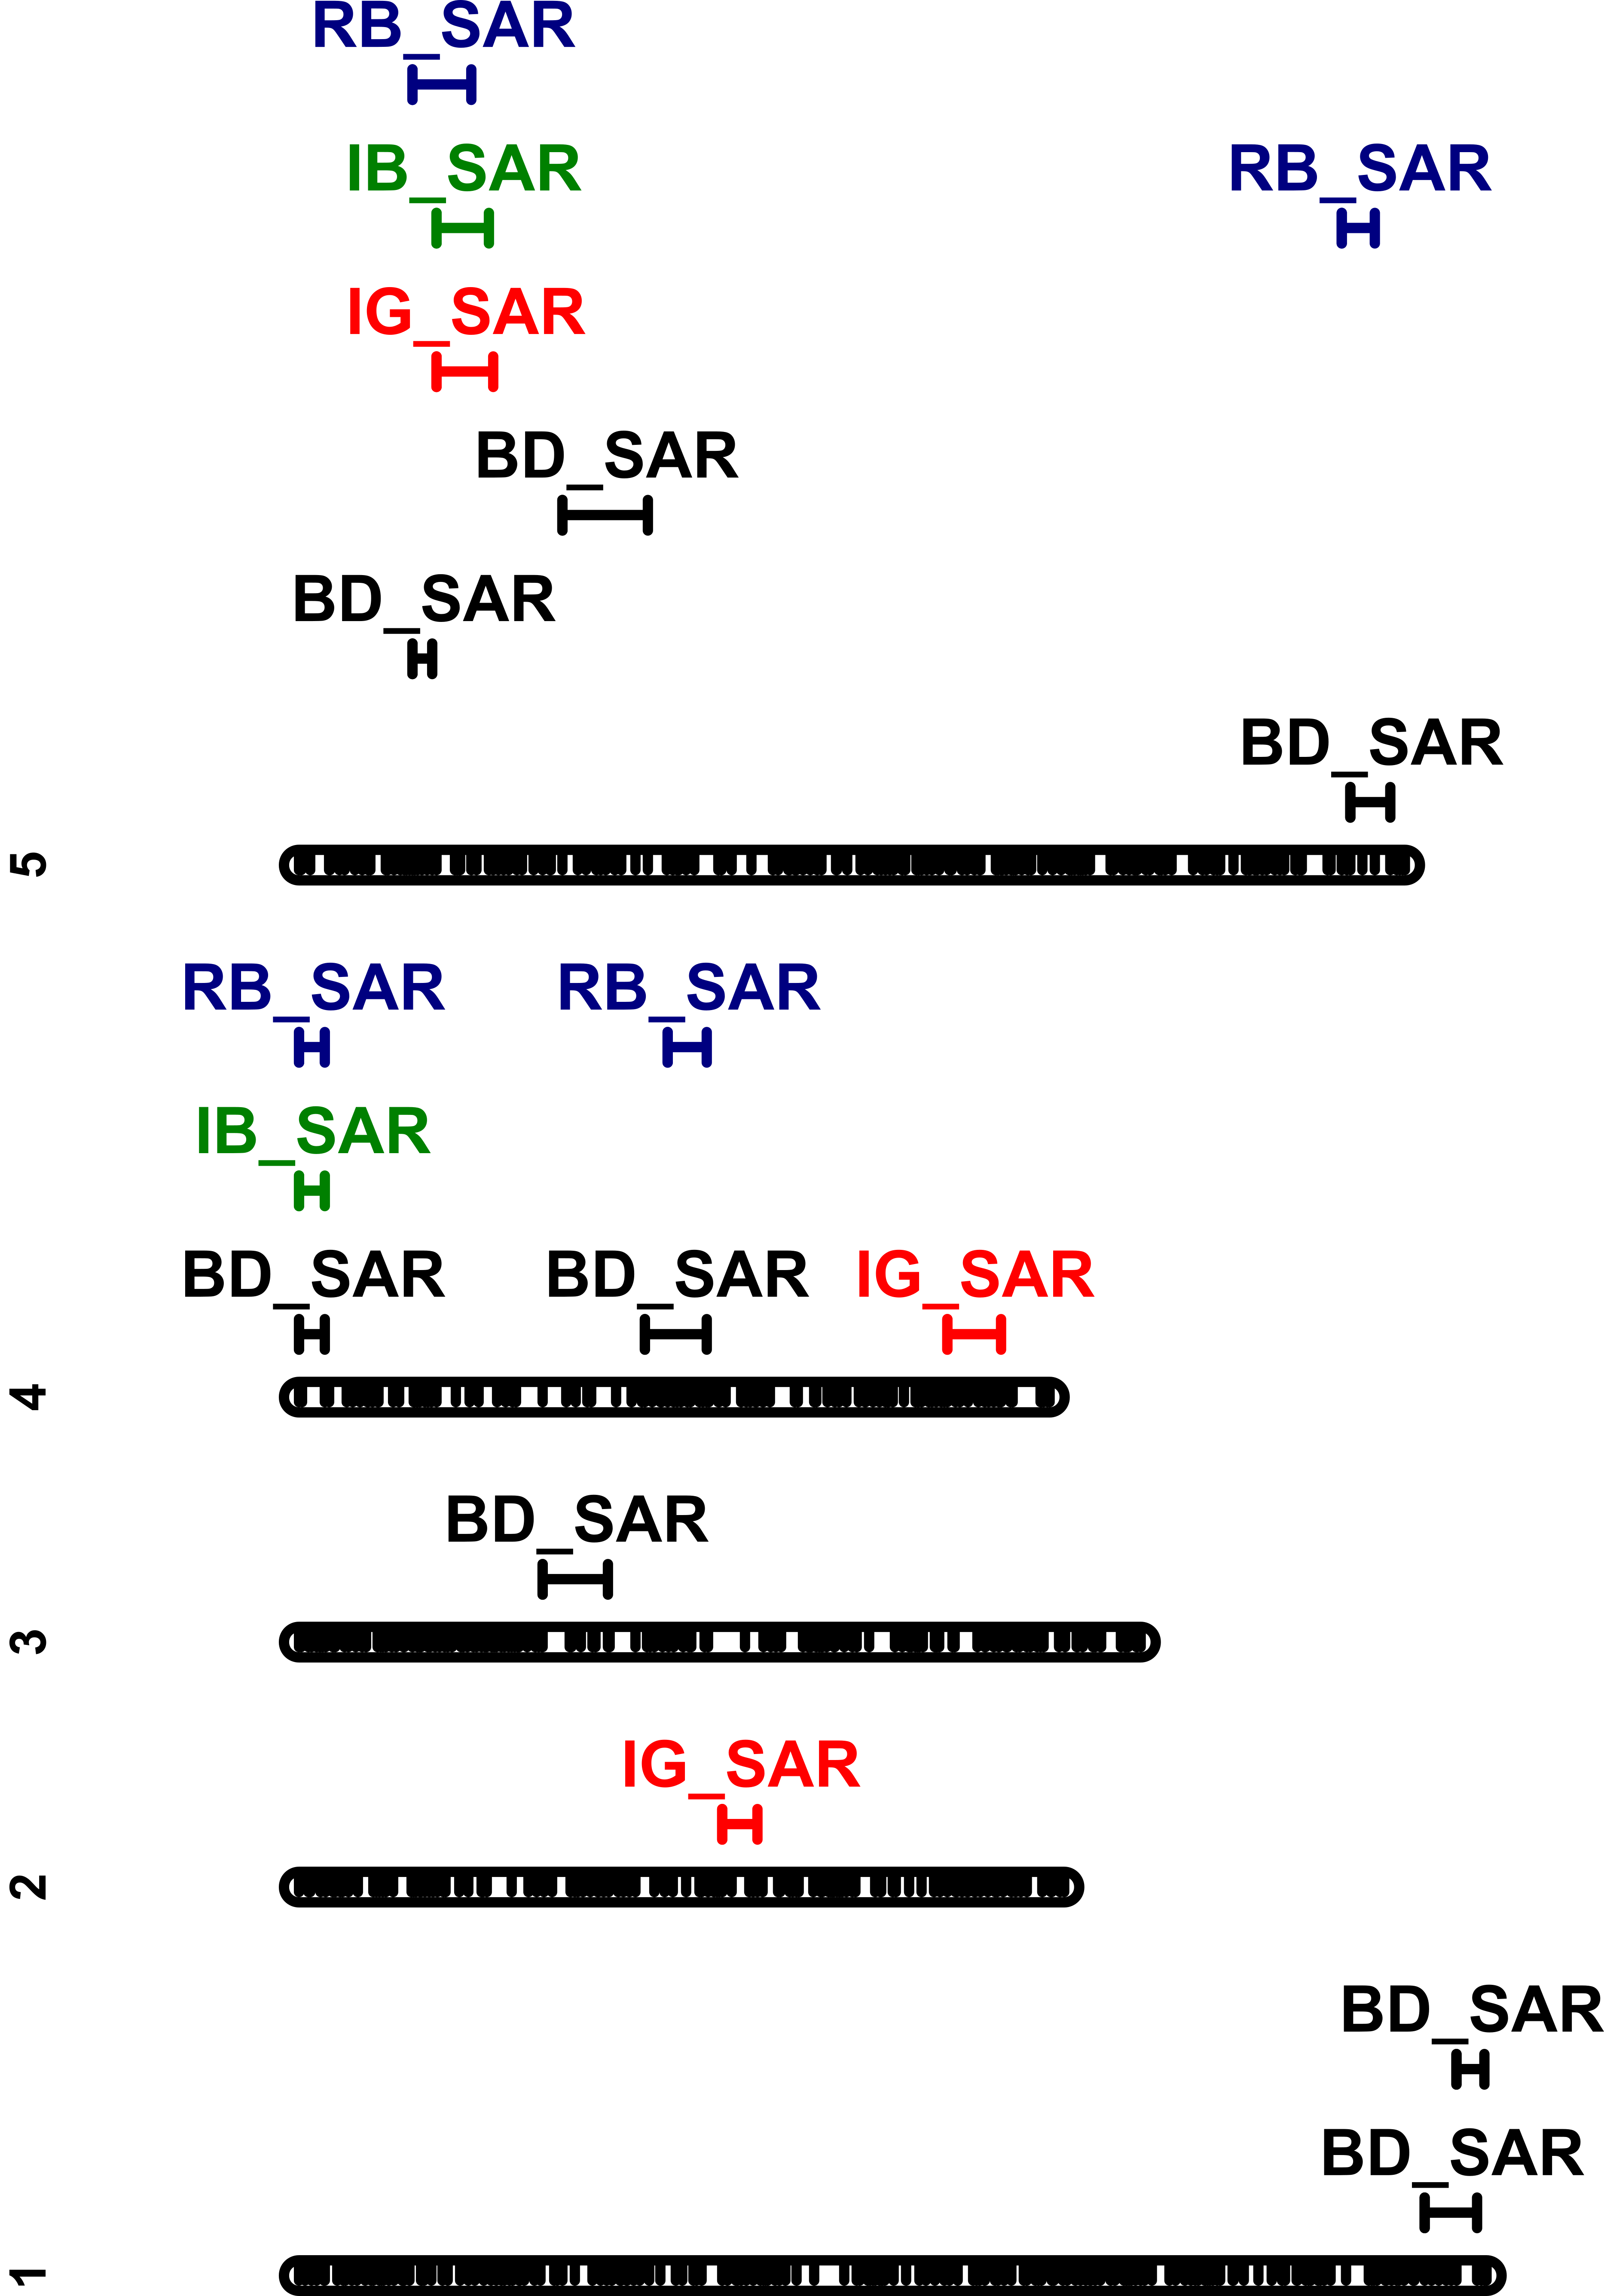 RB_SAR
IB_SAR RB_SAR
IG_SAR
BD_SAR
BD_SAR
BD_SAR
5
RB_SAR RB_SAR
IB_SAR
BD_SAR BD_SAR IG_SAR
4
BD_SAR
3
IG_SAR
2
BD_SAR
BD_SAR
1